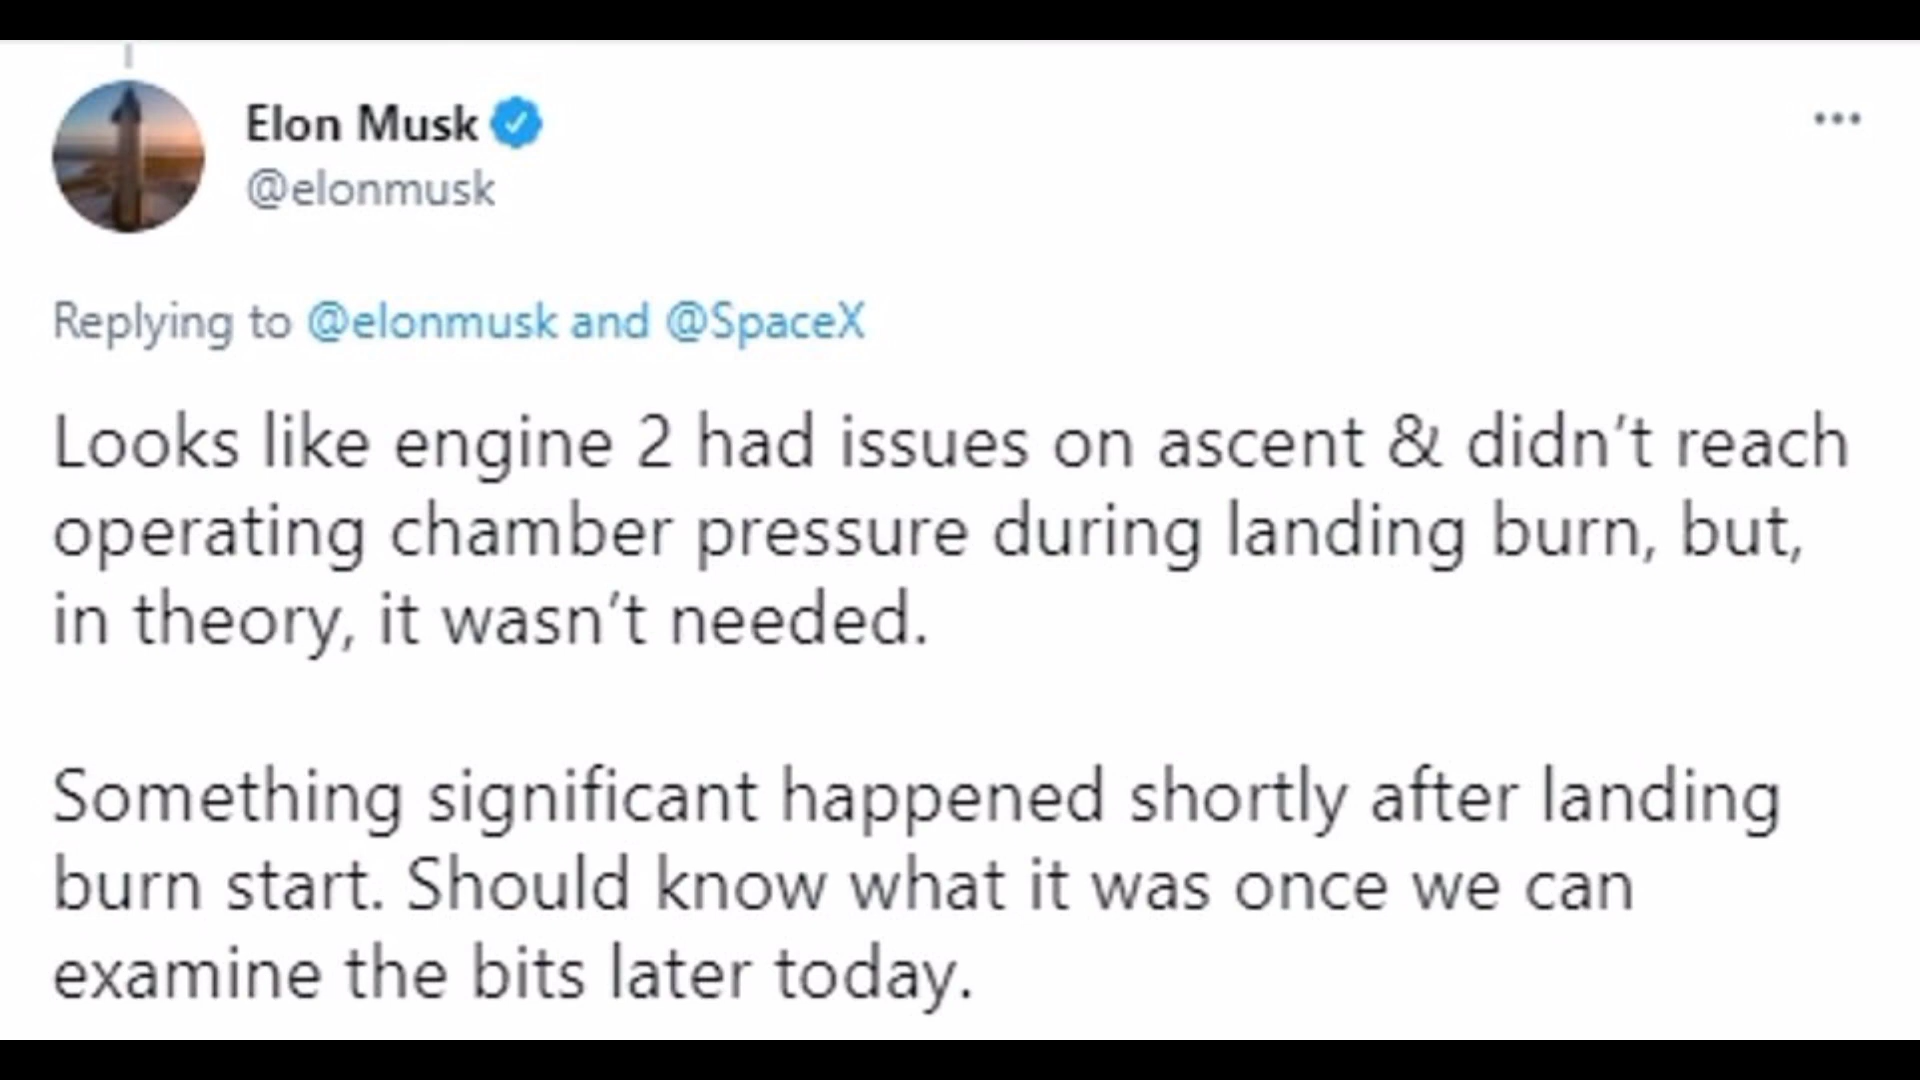 Elon Musk
@elonmusk
Replying to @elonmusk and @SpaceX
Looks like engine 2 had issues on ascent & didn’t reach
operating chamber pressure during landing burn, but,
in theory, it wasn’t needed.
Something significant happened shortly after landing
burn start. Should know what it was once we can
examine the bits later today.